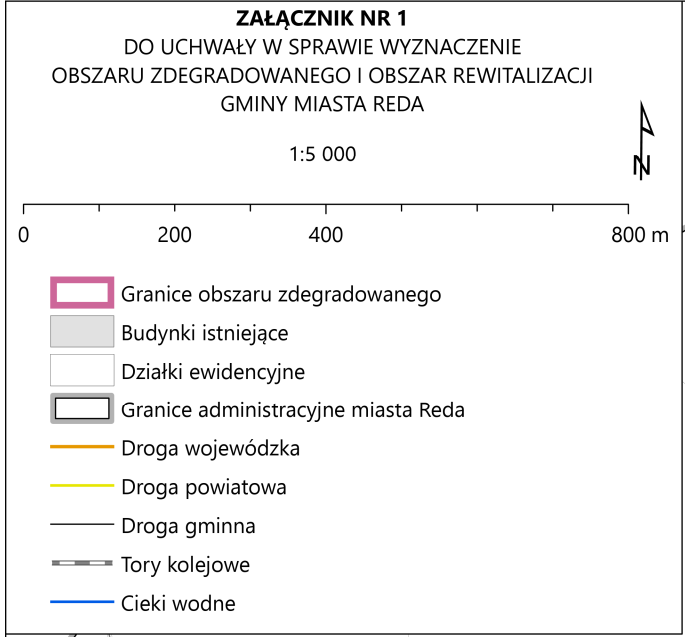 ZAŁĄCZNIK NR 1
DO UCHWAŁY W SPRAWIE WYZNACZENIE
OBSZARU ZDEGRADOWANEGO I OBSZAR REWITALIZACJI
GMINY MIASTA REDA
1:5 000
N
0 200 400 800 m
Granice obszaru zdegradowanego
Budynki istniejące
Działki ewidencyjne
Granice administracyjne miasta Reda
Droga wojewódzka
Droga powiatowa
Droga gminna
Tory kolejowe
Cieki wodne